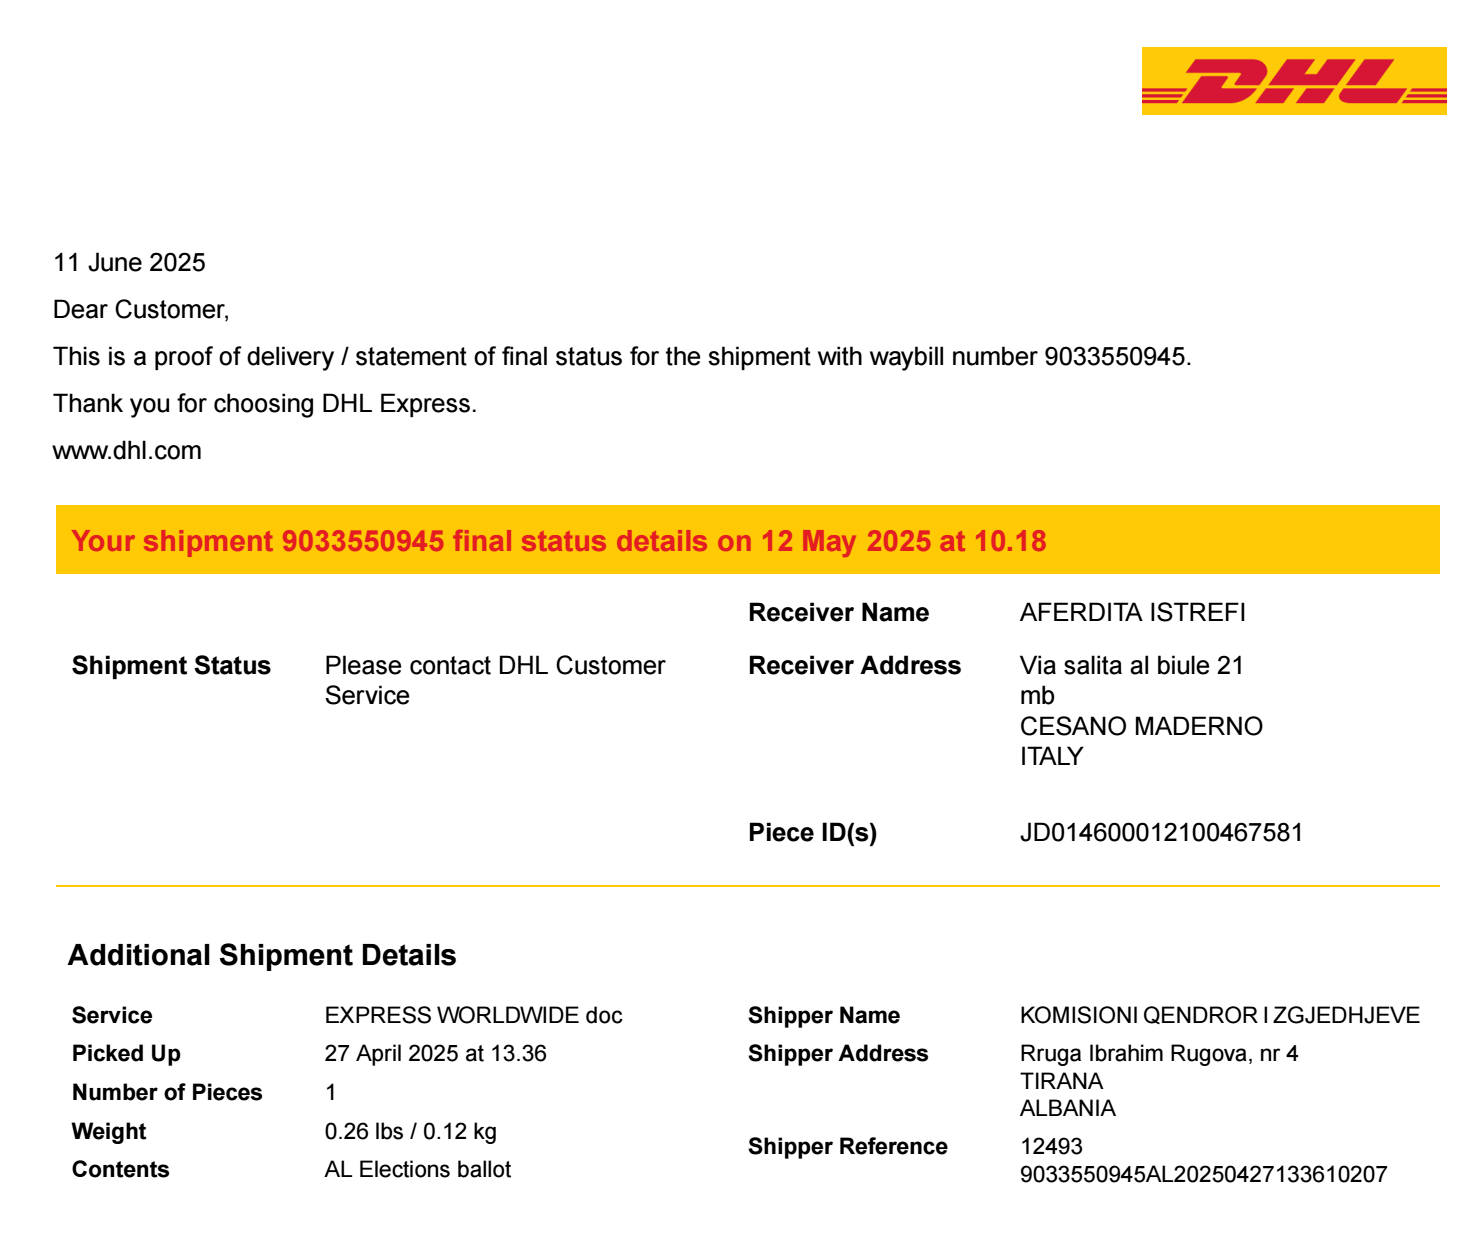 DHL
11 June 2025
Dear Customer,
This is a proof of delivery / statement of final status for the shipment with waybill number 9033550945.
Thank you for choosing DHL Express.
www.dhl.com
Your shipment 9033550945 final status details on 12 May 2025 at 10.18
Receiver Name AFERDITA ISTREFI
Shipment Status Please contact DHL Customer
Service
Receiver Address Via salita al biule 21
mb
CESANO MADERNO
ITALY
Piece ID(s) JD014600012100467581
Additional Shipment Details
Service EXPRESS WORLDWIDE doc
Picked Up 27 April 2025 at 13.36
Number of Pieces 1
Weight 0.26 lbs / 0.12 kg
Contents AL Elections ballot
Shipper Name KOMISIONI QENDROR I ZGJEDHJEVE
Shipper Address Rruga Ibrahim Rugova, nr 4
TIRANA
ALBANIA
Shipper Reference 12493
9033550945AL20250427133610207